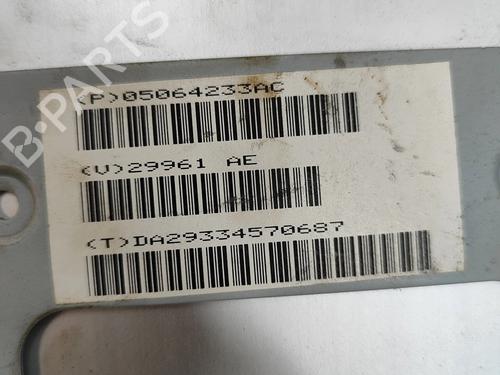 (P)05064233AC
(V)29961 AE
(T)DA29334570687
B-PARTS